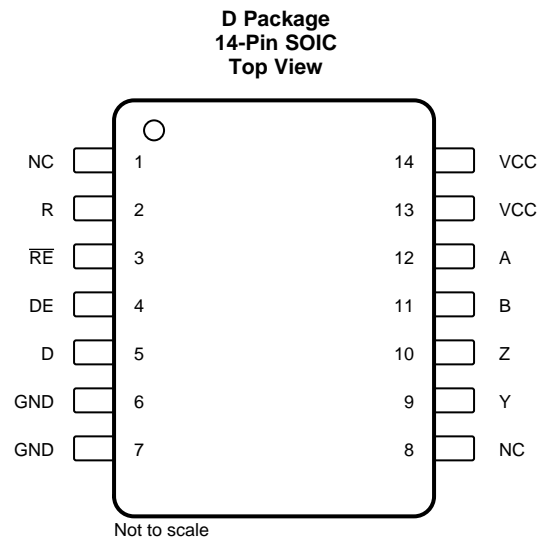 D Package
14-Pin SOIC
Top View
NC 1 14 VCC
R 2 13 VCC
R̅E̅ 3 12 A
DE 4 11 B
D 5 10 Z
GND 6 9 Y
GND 7 8 NC
Not to scale